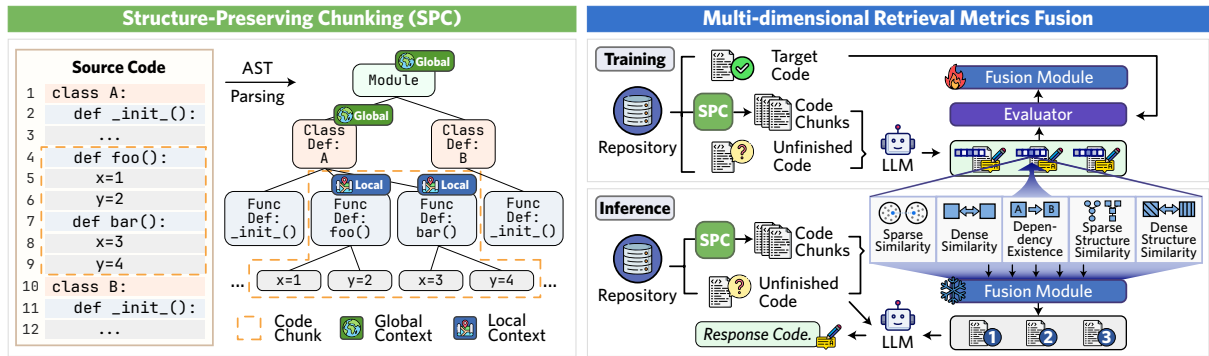 Structure-Preserving Chunking (SPC)
Source Code
1 class A:
2 def _init_():
3 ...
4 def foo():
5 x=1
6 y=2
7 def bar():
8 x=3
9 y=4
10 class B:
11 def _init_():
12 ...
AST
Parsing
Global
Module
Global
Class
Def:
A
Class
Def:
B
Local
Local
Func
Def:
_init_()
Func
Def:
foo()
Func
Def:
bar()
Func
Def:
_init_()
... x=1 y=2 x=3 y=4 ...
Code
Chunk
Global
Context
Local
Context
Multi-dimensional Retrieval Metrics Fusion
Training
Repository
Target
Code
SPC
Code
Chunks
?
Unfinished
Code
LLM
Fusion Module
Evaluator
A
A
A
Inference
Repository
SPC
Code
Chunks
?
Unfinished
Code
Sparse
Similarity
Dense
Similarity
A B
Depen-
dency
Existence
Sparse
Structure
Similarity
Dense
Structure
Similarity
Fusion Module
1 2 3
LLM
Response Code.
A